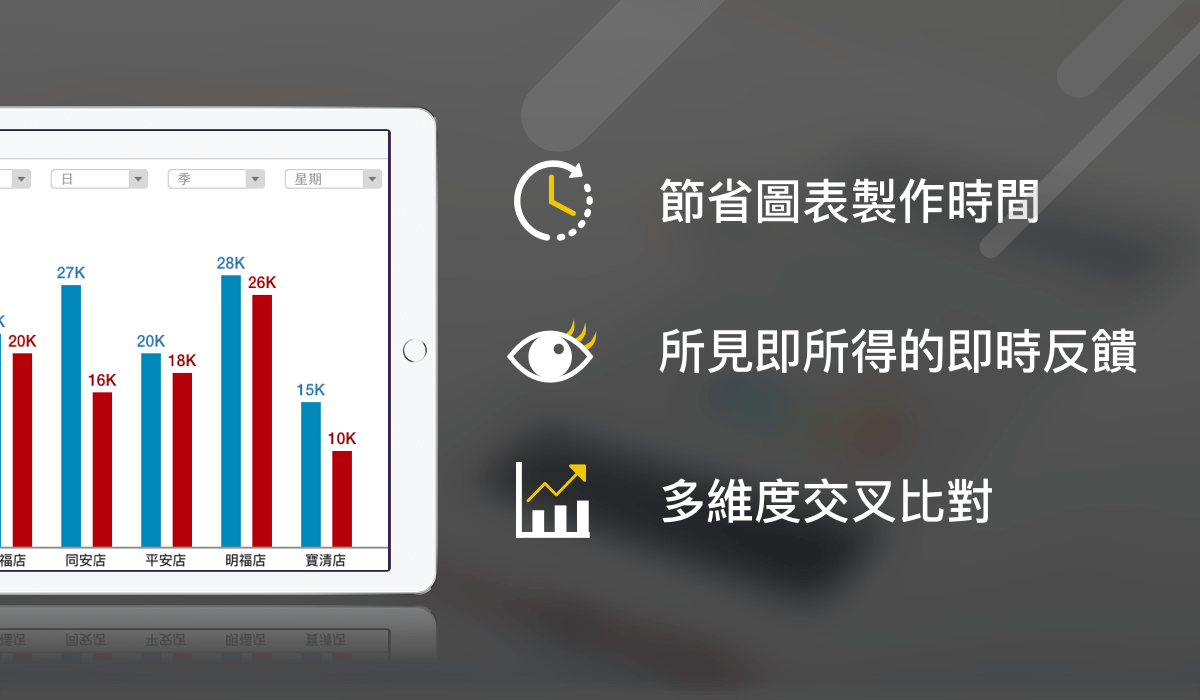 日
季
星期
28K
27K
26K
20K
20K
18K
16K
15K
10K
福店
同安店
平安店
明福店
寶清店
節省圖表製作時間
所見即所得的即時反饋
多維度交叉比對